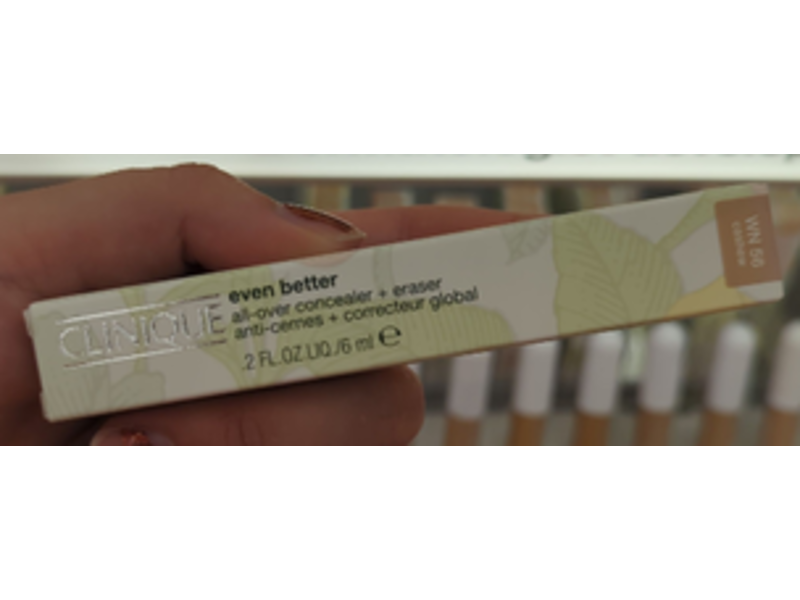 CLINIQUE
even better
all-over concealer + eraser
anti-cernes + correcteur global
.2 FL.OZ.LIQ./6 ml e
WN 56
cashew